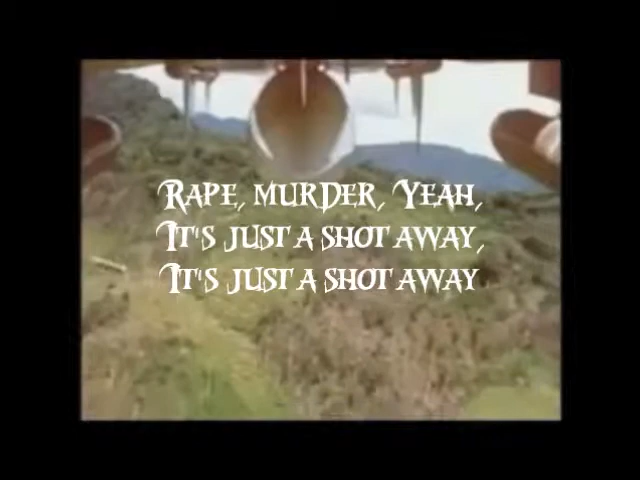 Rape, murder, Yeah,
It's just a shot away,
It's just a shot away